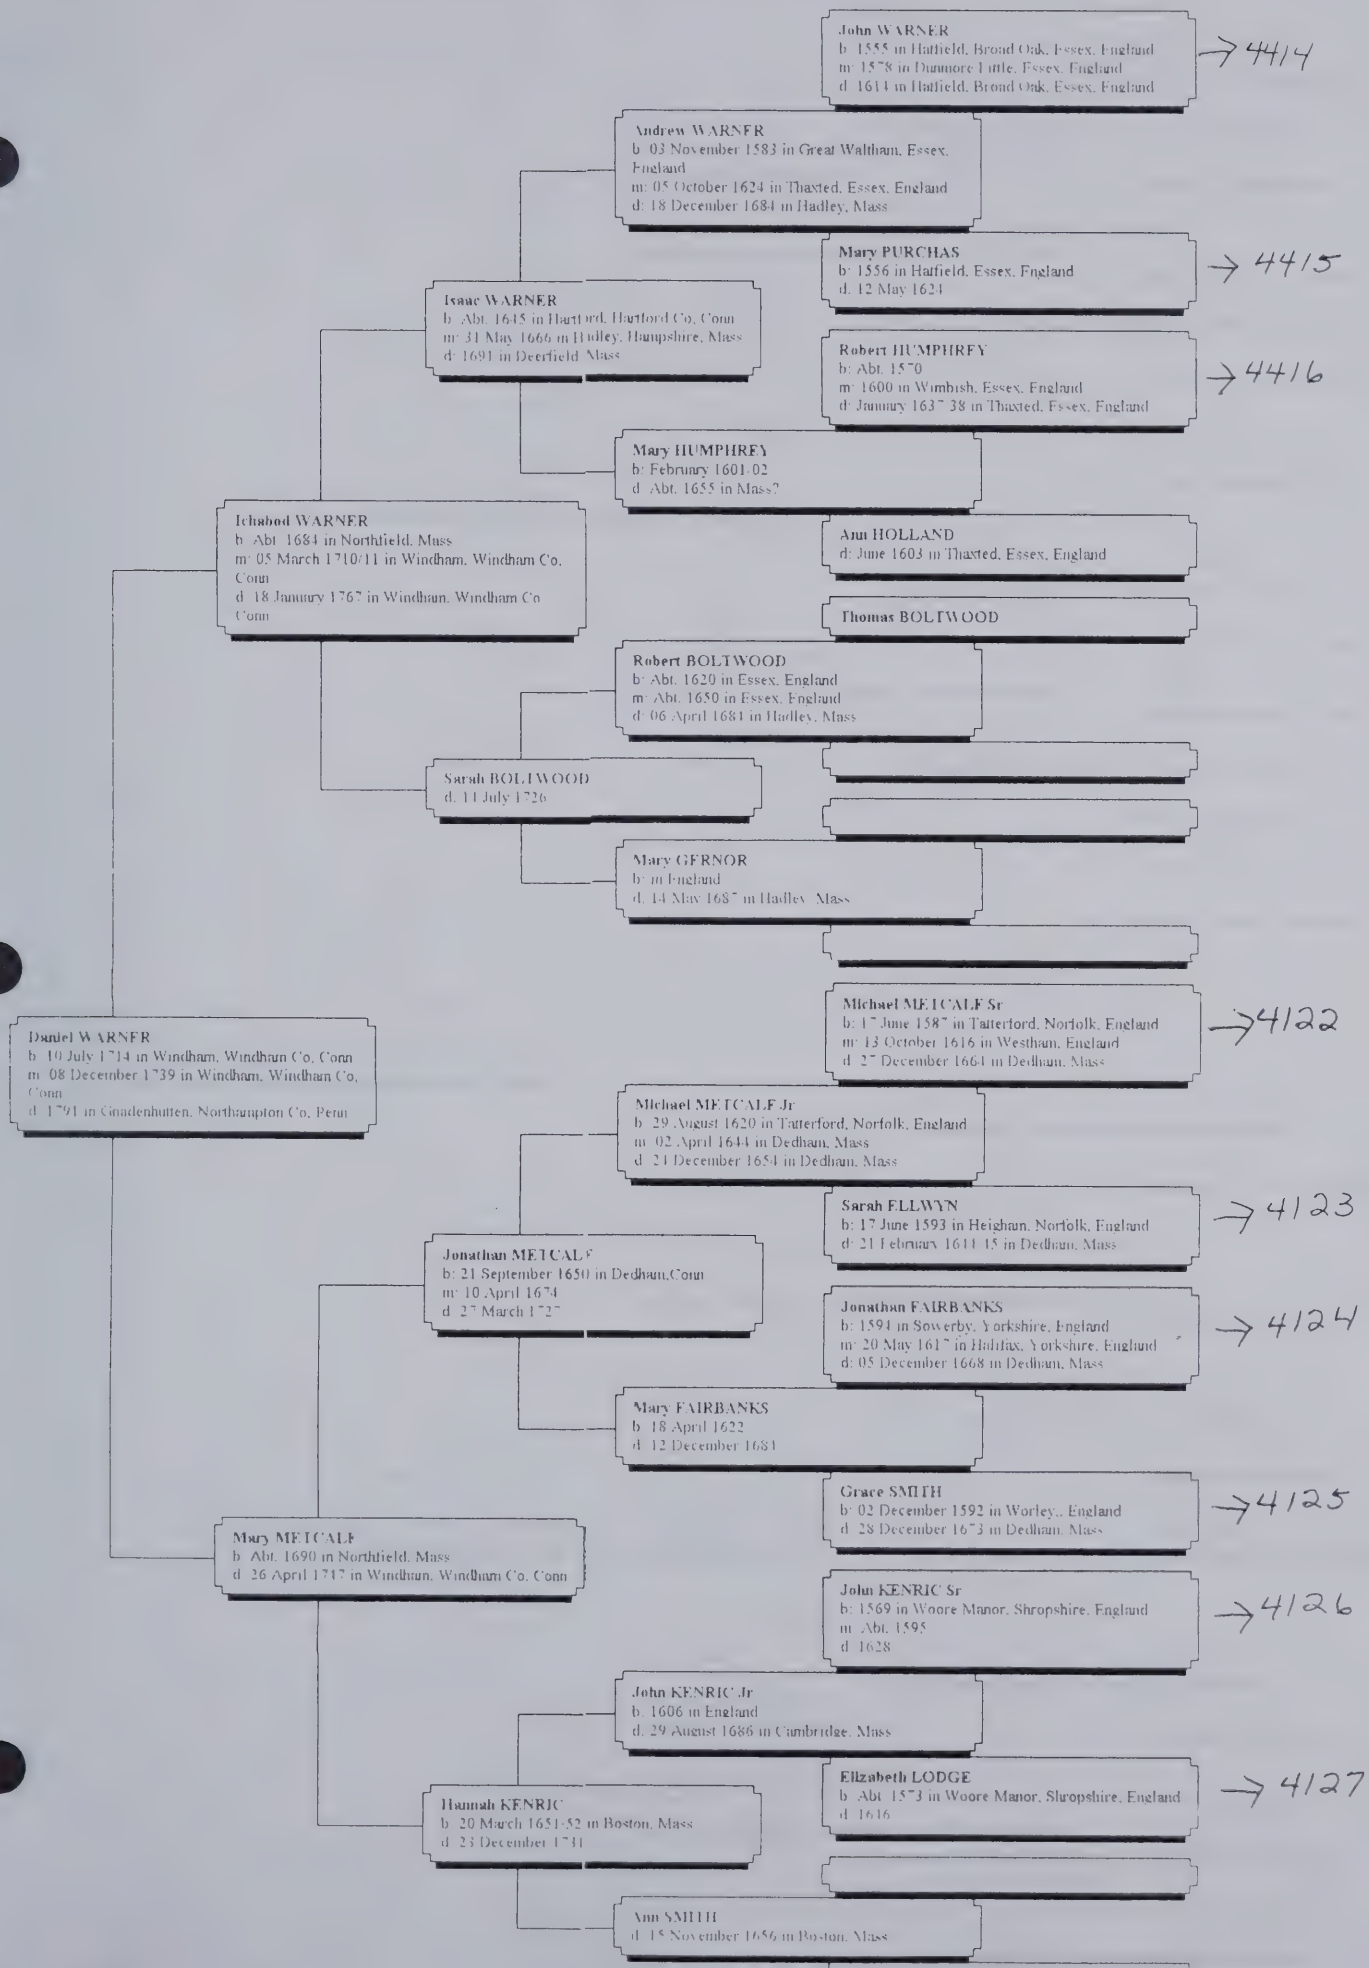 John WARNER
b: 1555 in Hatfield, Broad Oak, Essex, England
m: 1578 in Dunmore Little, Essex, England
d: 1614 in Hatfield, Broad Oak, Essex, England
→ 4414
Andrew WARNER
b: 03 November 1583 in Great Waltham, Essex,
England
m: 05 October 1624 in Thaxted, Essex, England
d: 18 December 1684 in Hadley, Mass
Mary PURCHAS
b: 1556 in Hatfield, Essex, England
d: 12 May 1624
→ 4415
Isaac WARNER
b: Abt. 1645 in Hartford, Hartford Co, Conn
m: 31 May 1666 in Hadley, Hampshire, Mass
d: 1691 in Deerfield, Mass
Robert HUMPHREY
b: Abt. 1570
m: 1600 in Wimbish, Essex, England
d: January 1637-38 in Thaxted, Essex, England
→ 4416
Mary HUMPHREY
b: February 1601-02
d: Abt. 1655 in Mass?
Ichabod WARNER
b: Abt. 1684 in Northfield, Mass
m: 05 March 1710/11 in Windham, Windham Co,
Conn
d: 18 January 1767 in Windham, Windham Co
Conn
Ann HOLLAND
d: June 1603 in Thaxted, Essex, England
Thomas BOLTWOOD
Robert BOLTWOOD
b: Abt. 1620 in Essex, England
m: Abt. 1650 in Essex, England
d: 06 April 1684 in Hadley, Mass
Sarah BOLTWOOD
d: 14 July 1726
Mary GERNOR
b: in England
d: 14 May 1687 in Hadley, Mass
Michael METCALF Sr
b: 17 June 1587 in Tatterford, Norfolk, England
m: 13 October 1616 in Westham, England
d: 27 December 1664 in Dedham, Mass
→ 4122
Daniel WARNER
b: 10 July 1714 in Windham, Windham Co, Conn
m: 08 December 1739 in Windham, Windham Co,
Conn
d: 1791 in Gnadenhutten, Northampton Co, Penn
Michael METCALF Jr
b: 29 August 1620 in Tatterford, Norfolk, England
m: 02 April 1644 in Dedham, Mass
d: 24 December 1654 in Dedham, Mass
Sarah ELLWYN
b: 17 June 1593 in Heigham, Norfolk, England
d: 21 February 1644-45 in Dedham, Mass
→ 4123
Jonathan METCALF
b: 21 September 1650 in Dedham,Conn
m: 10 April 1674
d: 27 March 1727
Jonathan FAIRBANKS
b: 1594 in Sowerby, Yorkshire, England
m: 20 May 1617 in Halifax, Yorkshire, England
d: 05 December 1668 in Dedham, Mass
→ 4124
Mary FAIRBANKS
b: 18 April 1622
d: 12 December 1684
Grace SMITH
b: 02 December 1592 in Worley,, England
d: 28 December 1673 in Dedham, Mass
→ 4125
Mary METCALF
b: Abt. 1690 in Northfield, Mass
d: 26 April 1747 in Windham, Windham Co, Conn
John KENRIC Sr
b: 1569 in Woore Manor, Shropshire, England
m: Abt. 1595
d: 1628
→ 4126
John KENRIC Jr
b: 1606 in England
d: 29 August 1686 in Cambridge, Mass
Elizabeth LODGE
b: Abt. 1573 in Woore Manor, Shropshire, England
d: 1616
→ 4127
Hannah KENRIC
b: 20 March 1651-52 in Boston, Mass
d: 23 December 1731
Ann SMITH
d: 15 November 1656 in Boston, Mass